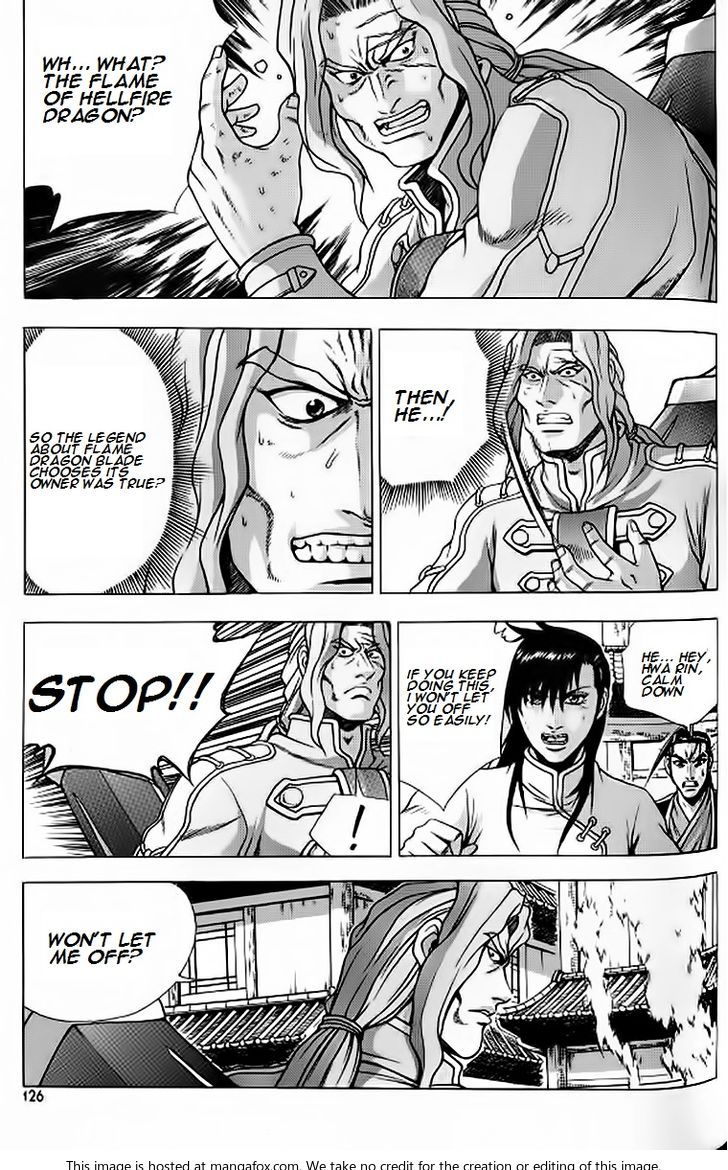 WH... WHAT?
THE FLAME
OF HELLFIRE
DRAGON?
SO THE LEGEND
ABOUT FLAME
DRAGON BLADE
CHOOSES ITS
OWNER WAS TRUE?
THEN,
HE...!
STOP!!
!
IF YOU KEEP
DOING THIS,
I WON'T LET
YOU OFF
SO EASILY!
HE... HEY,
HWA RIN,
CALM
DOWN
WON'T LET
ME OFF?
126
This image is hosted at mangafox.com. We take no credit for the creation or editing of this image.